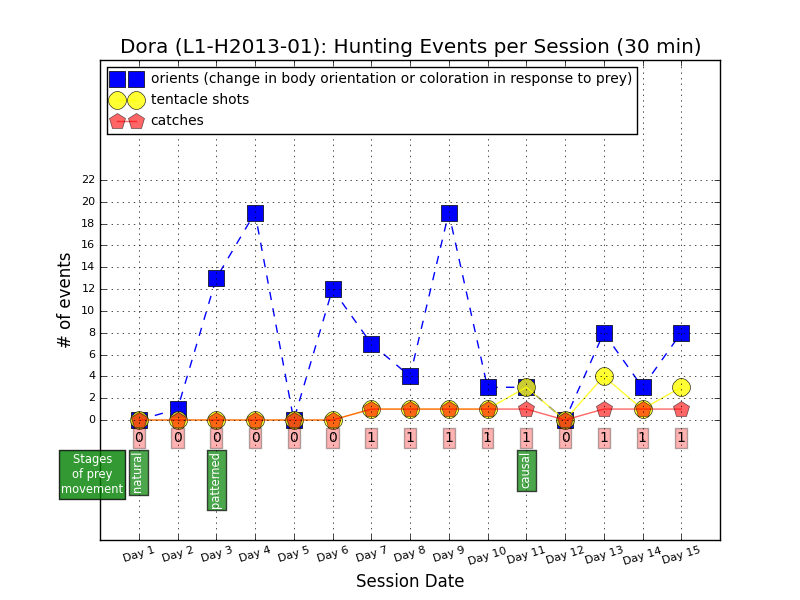 Dora (L1-H2013-01): Hunting Events per Session (30 min)
orients (change in body orientation or coloration in response to prey)
tentacle shots
catches
22
20
18
16
14
12
10
8
6
4
2
0
# of events
0 0 0 0 0 0 1 1 1 1 1 0 1 1 1
Stages
of prey
movement
natural
patterned
causal
Day 1 Day 2 Day 3 Day 4 Day 5 Day 6 Day 7 Day 8 Day 9 Day 10 Day 11 Day 12 Day 13 Day 14 Day 15
Session Date